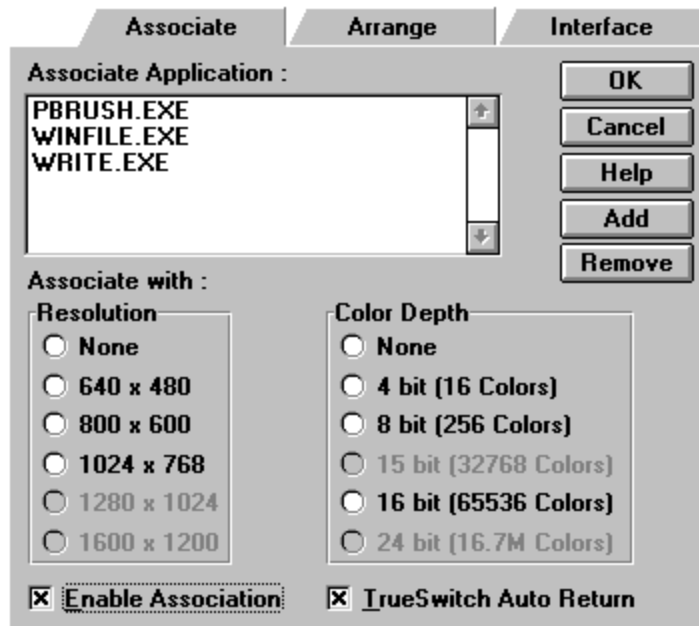 Associate
Arrange
Interface
Associate Application :
PBRUSH.EXE
WINFILE.EXE
WRITE.EXE
OK
Cancel
Help
Add
Remove
Associate with :
Resolution
None
640 x 480
800 x 600
1024 x 768
1280 x 1024
1600 x 1200
Color Depth
None
4 bit (16 Colors)
8 bit (256 Colors)
15 bit (32768 Colors)
16 bit (65536 Colors)
24 bit (16.7M Colors)
Enable Association
TrueSwitch Auto Return